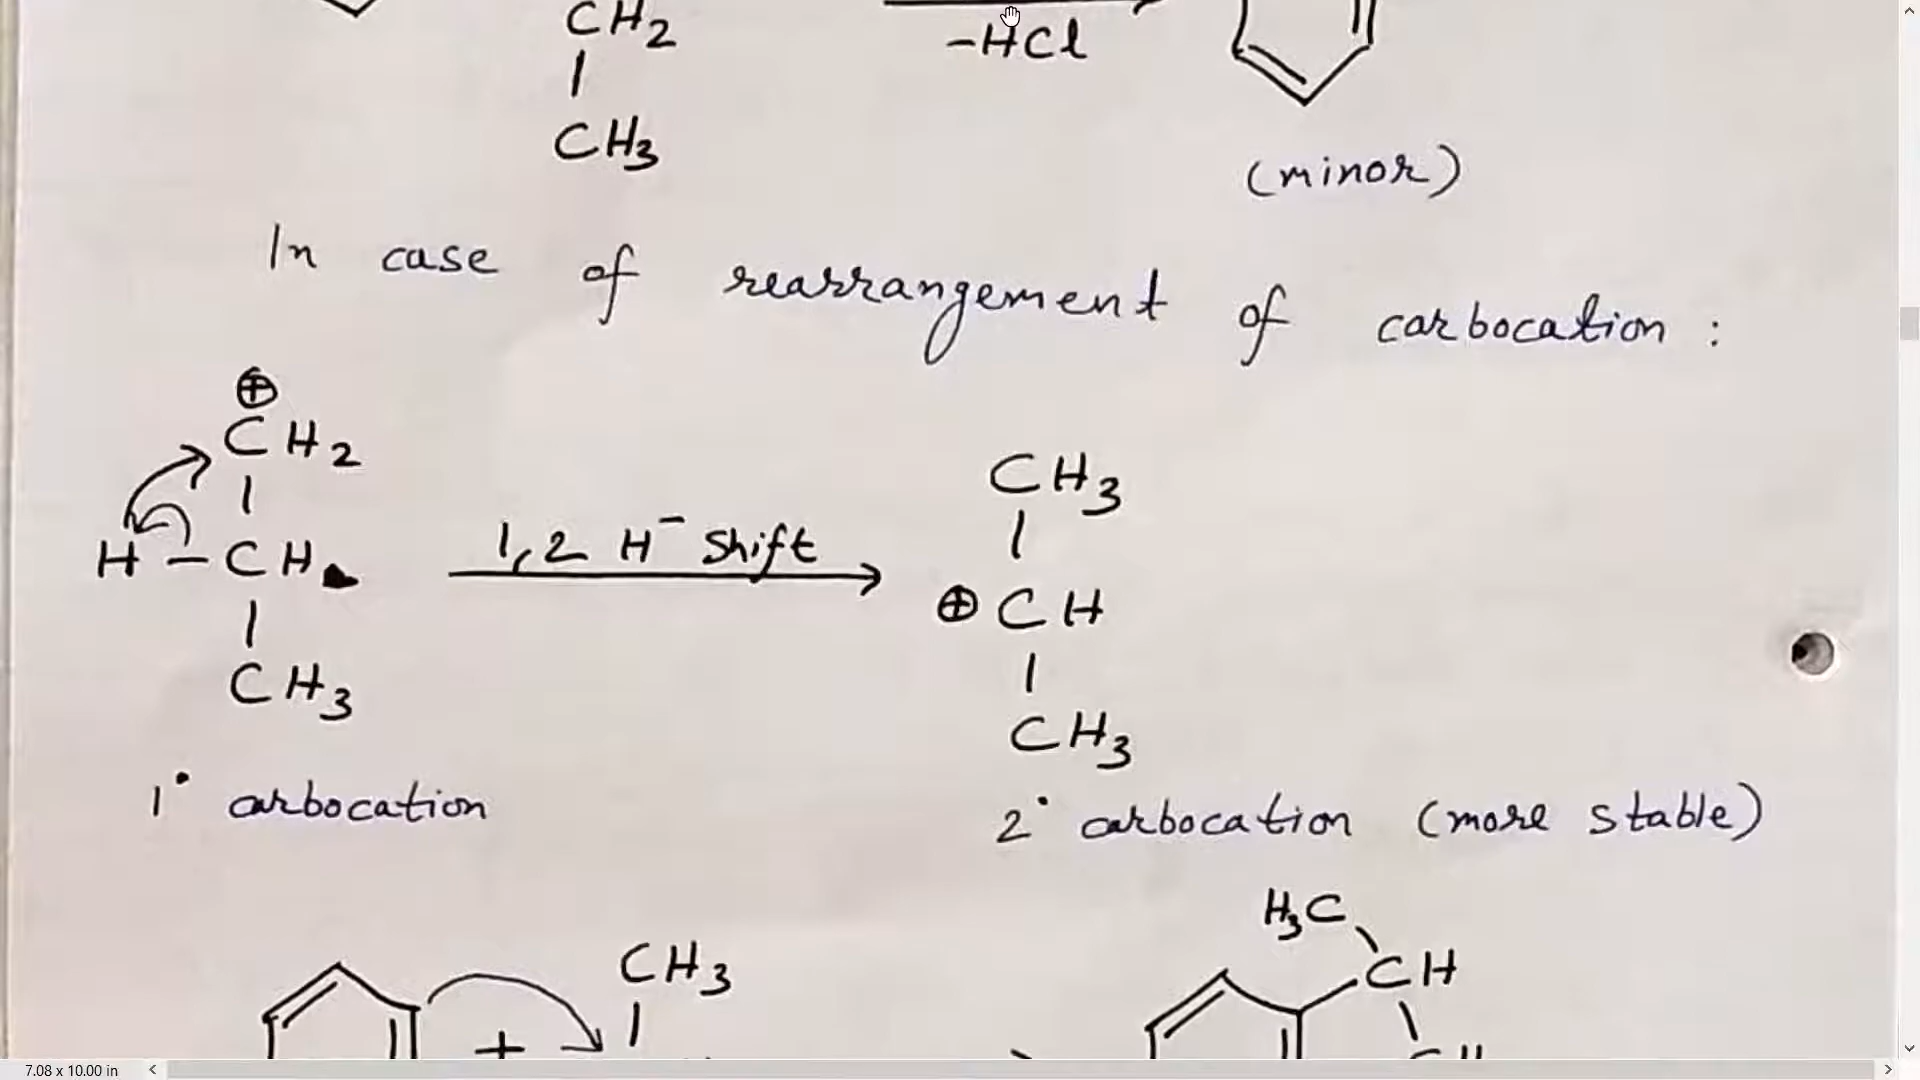 CH2
-HCl
CH3
(minor)
In case of rearrangement of carbocation :
⊕
CH2
H - CH
CH3
1,2 H⁻ Shift
CH3
⊕ CH
CH3
1° carbocation
2° carbocation (more stable)
H3C
CH
CH3
+
7.08 x 10.00 in